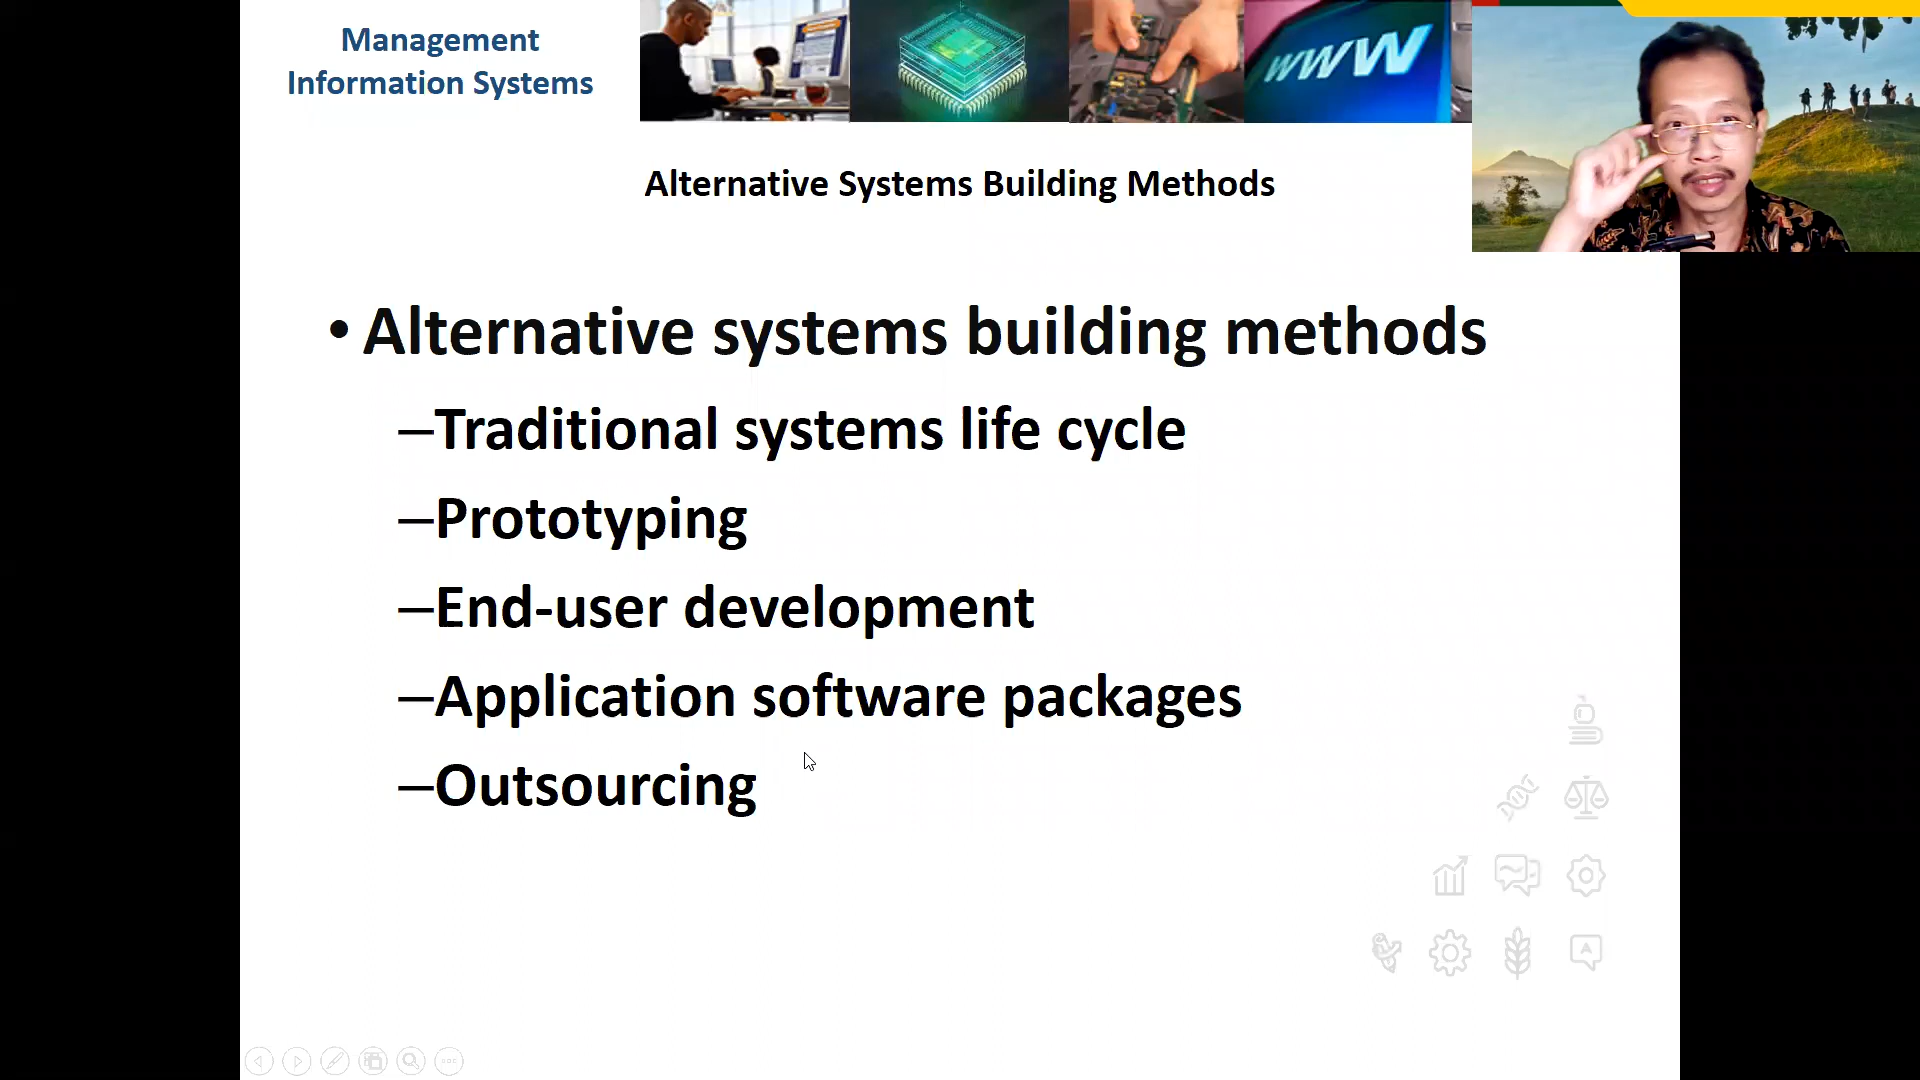 Management
Information Systems
www
Alternative Systems Building Methods
• Alternative systems building methods
–Traditional systems life cycle
–Prototyping
–End-user development
–Application software packages
–Outsourcing
A